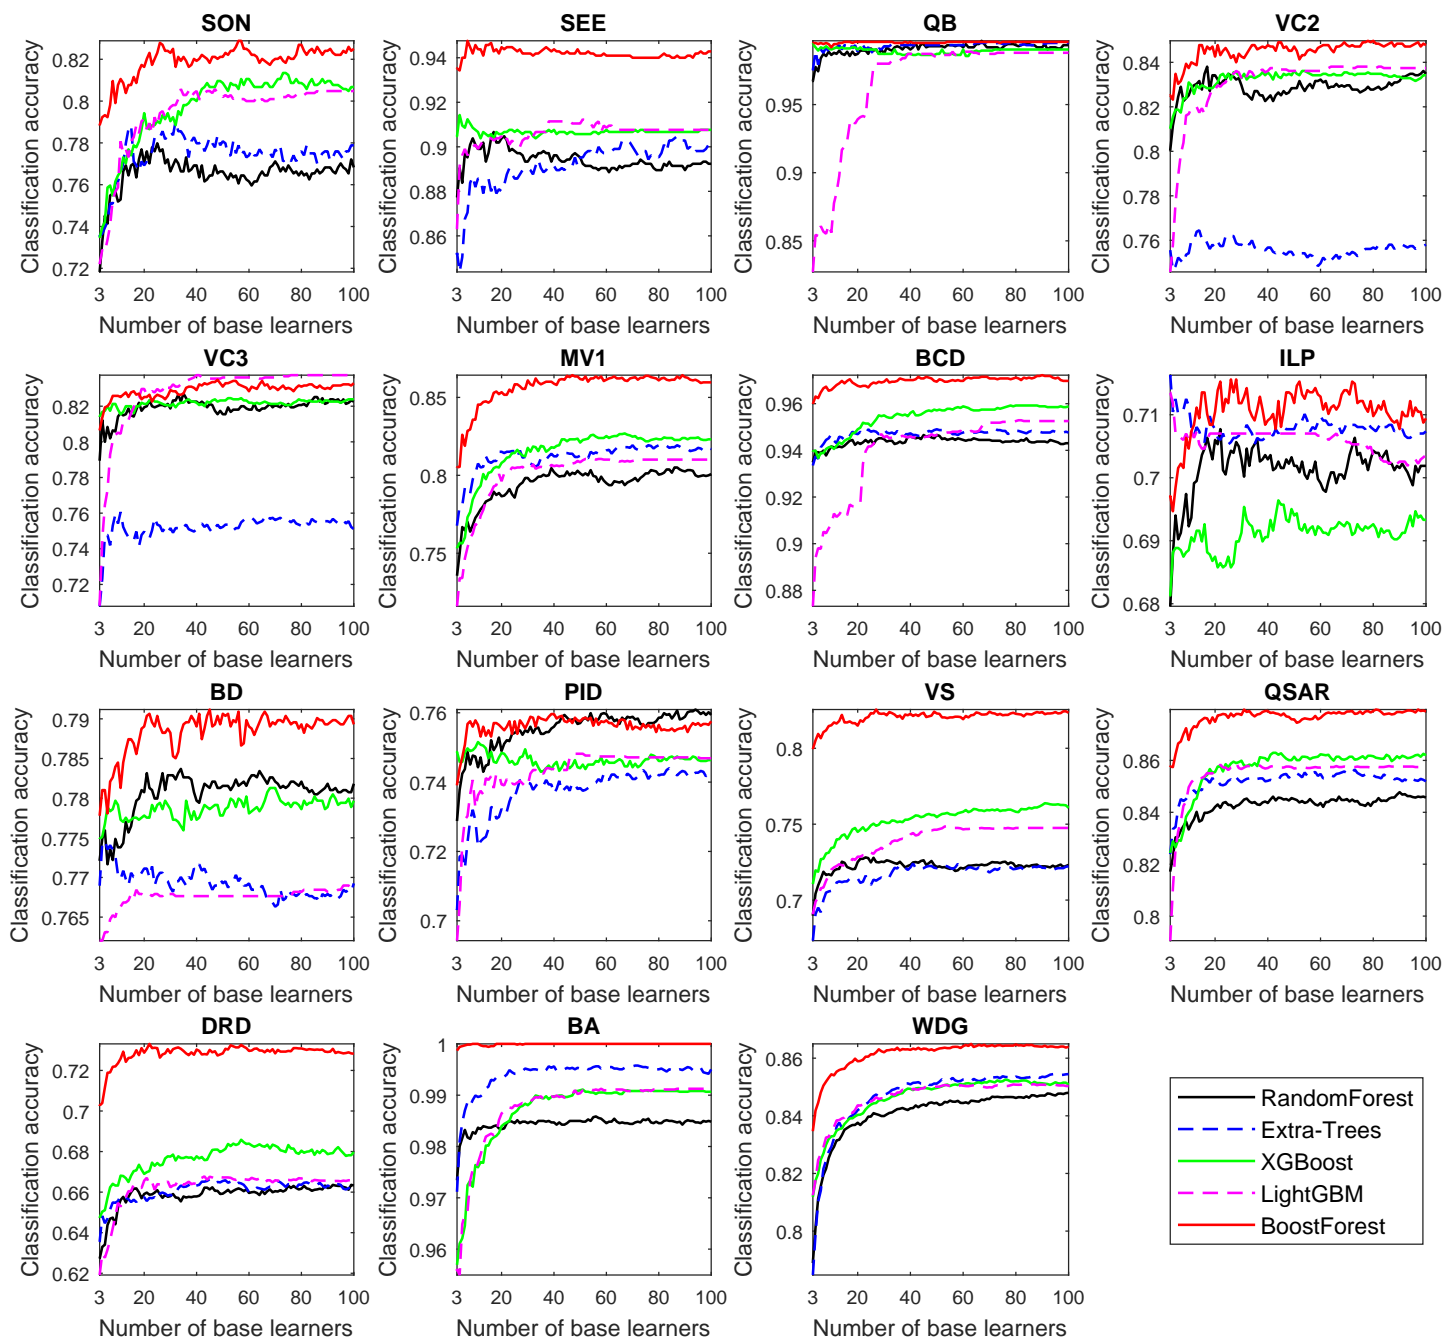 SON
SEE
QB
VC2
Classification accuracy
0.82
0.8
0.78
0.76
0.74
0.72
3 20 40 60 80 100
Number of base learners
Classification accuracy
0.94
0.92
0.9
0.88
0.86
3 20 40 60 80 100
Number of base learners
Classification accuracy
0.95
0.9
0.85
3 20 40 60 80 100
Number of base learners
Classification accuracy
0.84
0.82
0.8
0.78
0.76
3 20 40 60 80 100
Number of base learners
VC3
MV1
BCD
ILP
Classification accuracy
0.82
0.8
0.78
0.76
0.74
0.72
3 20 40 60 80 100
Number of base learners
Classification accuracy
0.85
0.8
0.75
3 20 40 60 80 100
Number of base learners
Classification accuracy
0.96
0.94
0.92
0.9
0.88
3 20 40 60 80 100
Number of base learners
Classification accuracy
0.71
0.7
0.69
0.68
3 20 40 60 80 100
Number of base learners
BD
PID
VS
QSAR
Classification accuracy
0.79
0.785
0.78
0.775
0.77
0.765
3 20 40 60 80 100
Number of base learners
Classification accuracy
0.76
0.74
0.72
0.7
3 20 40 60 80 100
Number of base learners
Classification accuracy
0.8
0.75
0.7
3 20 40 60 80 100
Number of base learners
Classification accuracy
0.86
0.84
0.82
0.8
3 20 40 60 80 100
Number of base learners
DRD
BA
WDG
Classification accuracy
0.72
0.7
0.68
0.66
0.64
0.62
3 20 40 60 80 100
Number of base learners
Classification accuracy
1
0.99
0.98
0.97
0.96
3 20 40 60 80 100
Number of base learners
Classification accuracy
0.86
0.84
0.82
0.8
3 20 40 60 80 100
Number of base learners
RandomForest
Extra-Trees
XGBoost
LightGBM
BoostForest